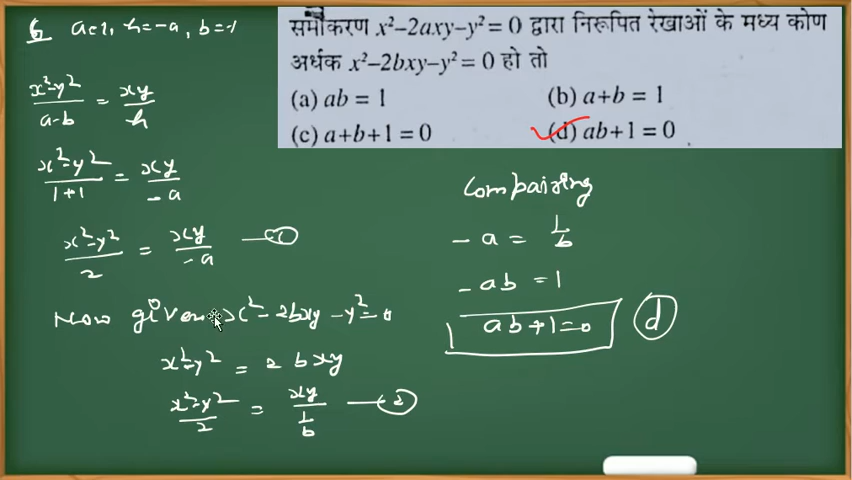 समीकरण x²–2axy–y²= 0 द्वारा निरूपित रेखाओं के मध्य कोण
अर्धक x²–2bxy–y²= 0 हो तो
(a) ab = 1
(b) a+b = 1
(c) a+b+1 = 0
(d) ab+1 = 0
6 a=1, h=-a, b=-1
x²-y²/a-b = xy/h
x²-y²/1+1 = xy/-a
x²-y²/2 = xy/-a —①
Now given x² - 2bxy - y² = 0
x²-y² = 2bxy
x²-y²/2 = xy/1/b —②
Compairing
-a = 1/b
-ab = 1
ab+1=0 d